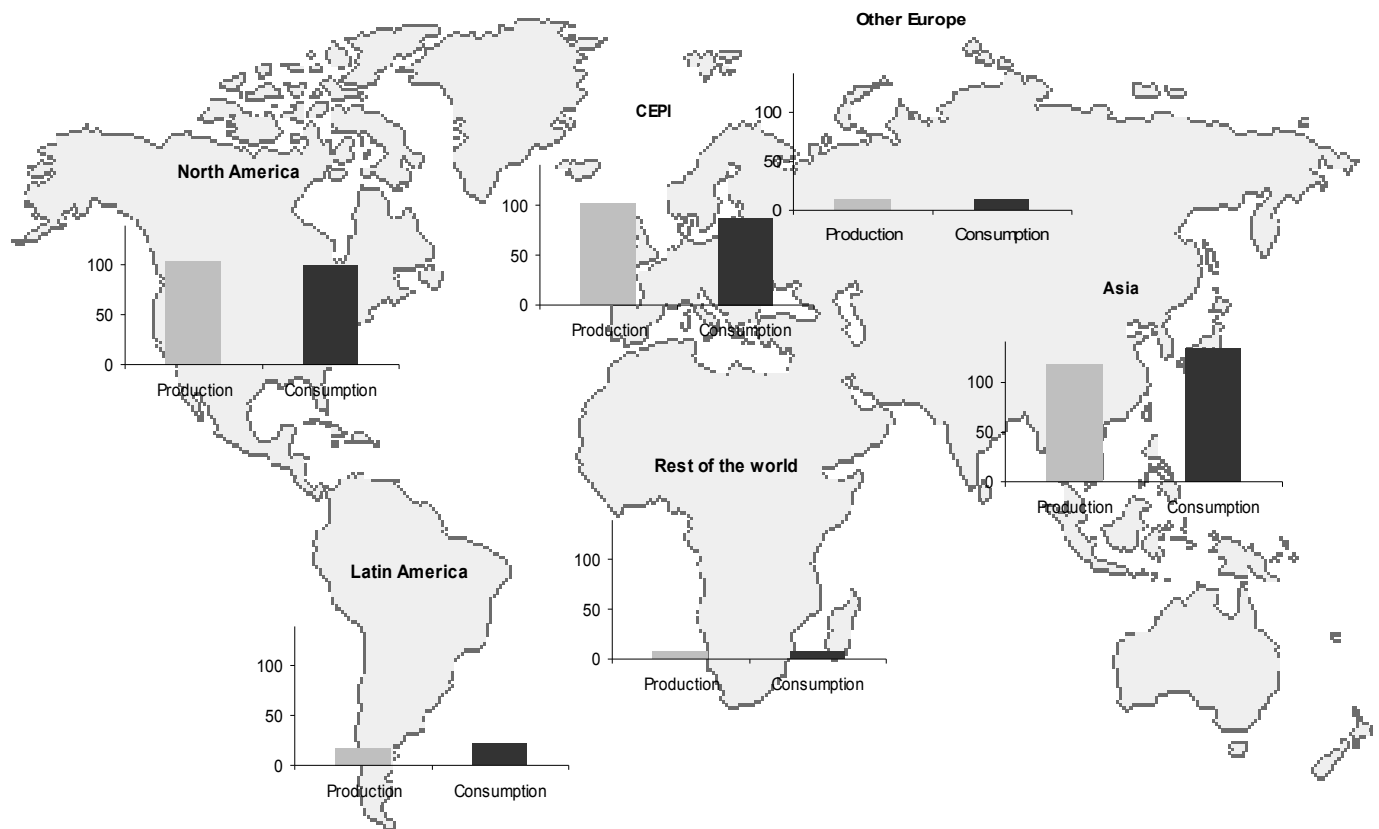 Other Europe
100
50
0
Production Consumption
CEPI
100
50
0
Production Consumption
North America
100
50
0
Production Consumption
Asia
100
50
0
Production Consumption
Rest of the world
100
50
0
Production Consumption
Latin America
100
50
0
Production Consumption